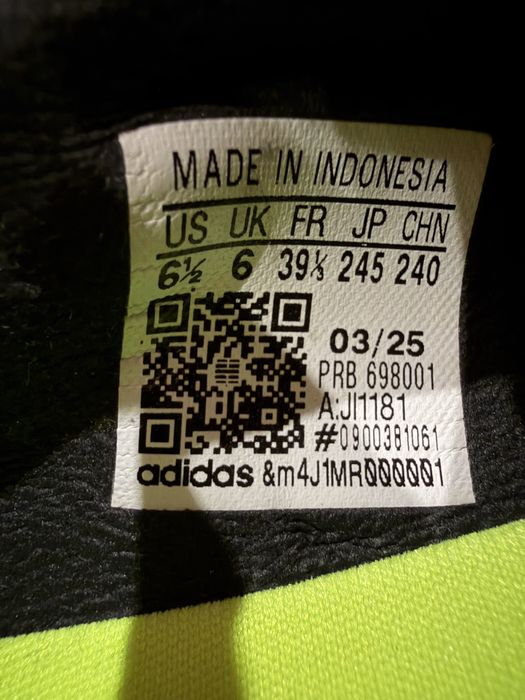 MADE IN INDONESIA
US UK FR JP CHN
6½ 6 39⅓ 245 240
03/25
PRB 698001
A:JI1181
#0900381061
adidas &m4J1MR000001